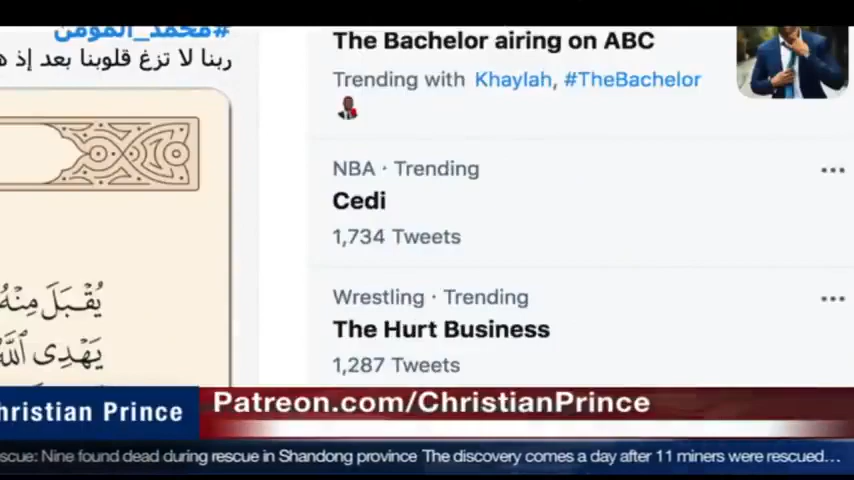 #محمد_المؤمن
ربنا لا تزغ قلوبنا بعد إذ
يُقْبَلَ مِنْهُ
يَهْدِى ٱللَّهُ
The Bachelor airing on ABC
Trending with Khaylah, #TheBachelor
NBA · Trending
Cedi
1,734 Tweets
Wrestling · Trending
The Hurt Business
1,287 Tweets
hristian Prince
Patreon.com/ChristianPrince
scue: Nine found dead during rescue in Shandong province The discovery comes a day after 11 miners were rescued...